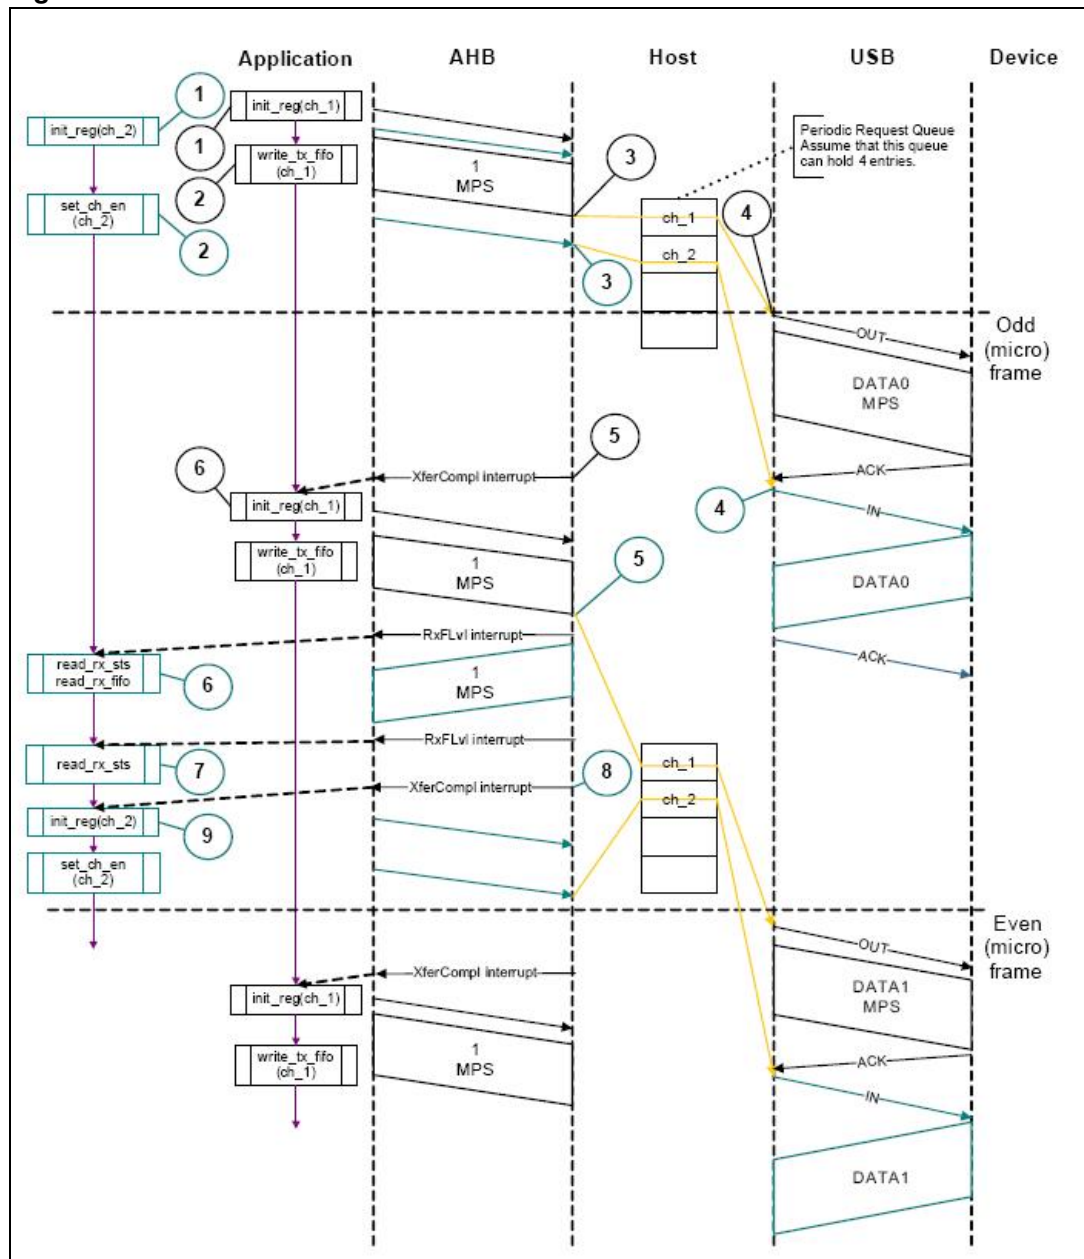 Application AHB Host USB Device
1
init_reg(ch_1)
init_reg(ch_2)
Periodic Request Queue
Assume that this queue
can hold 4 entries.
1
write_tx_fifo
(ch_1)
1
MPS
3
2
set_ch_en
(ch_2)
4
ch_1
2
ch_2
3
Odd
(micro)
frame
OUT
DATA0
MPS
5
6
XferCompl interrupt
ACK
init_reg(ch_1)
4
IN
write_tx_fifo
(ch_1)
1
MPS
5
DATA0
RxFLvl interrupt
ACK
read_rx_sts
read_rx_fifo
6
1
MPS
RxFLvl interrupt
read_rx_sts
7
ch_1
8
XferCompl interrupt
ch_2
init_reg(ch_2)
9
set_ch_en
(ch_2)
Even
(micro)
frame
OUT
XferCompl interrupt
DATA1
MPS
init_reg(ch_1)
write_tx_fifo
(ch_1)
1
MPS
ACK
IN
DATA1